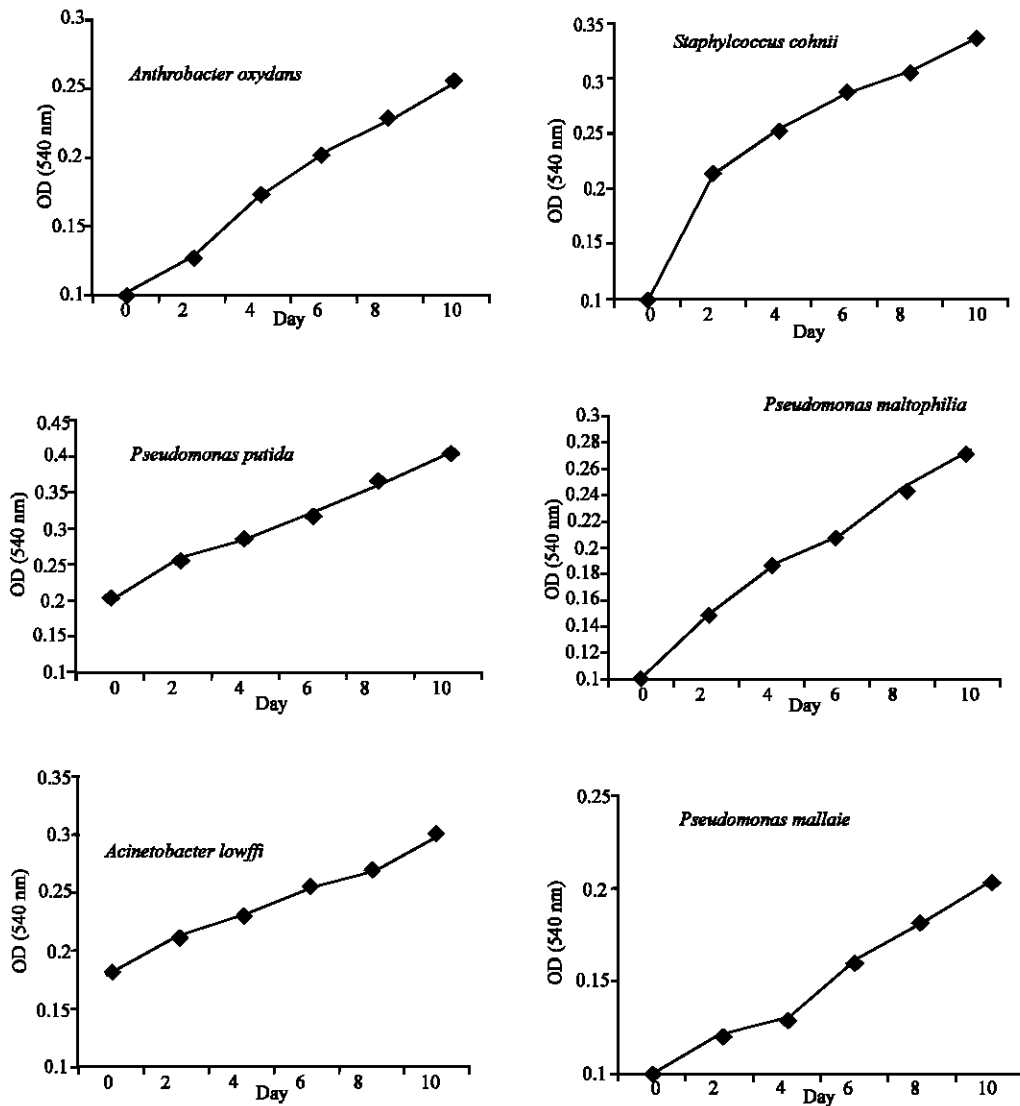 Anthrobacter oxydans
OD (540 nm)
0.3
0.25
0.2
0.15
0.1
0 2 4 6 8 10
Day
Staphylcoccus cohnii
OD (540 nm)
0.35
0.3
0.25
0.2
0.15
0.1
0 2 4 6 8 10
Day
Pseudomonas putida
OD (540 nm)
0.45
0.4
0.35
0.3
0.25
0.2
0.15
0.1
0 2 4 6 8 10
Day
Pseudomonas maltophilia
OD (540 nm)
0.3
0.28
0.26
0.24
0.22
0.2
0.18
0.16
0.14
0.12
0.1
0 2 4 6 8 10
Day
Acinetobacter lowffi
OD (540 nm)
0.35
0.3
0.25
0.2
0.15
0.1
0 2 4 6 8 10
Day
Pseudomonas mallaie
OD (540 nm)
0.25
0.2
0.15
0.1
0 2 4 6 8 10
Day